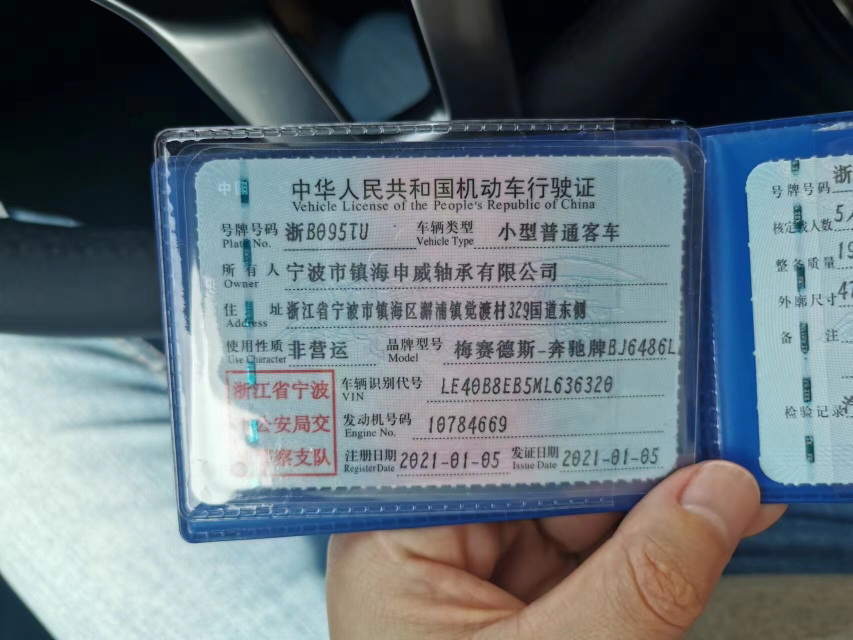 中华人民共和国机动车行驶证
Vehicle License of the People's Republic of China
号牌号码 浙B095TU 车辆类型 小型普通客车
Plate No. Vehicle Type
所有人 宁波市镇海申威轴承有限公司
Owner
住址 浙江省宁波市镇海区澥浦镇觉渡村329国道东侧
Address
使用性质 非营运 品牌型号 梅赛德斯-奔驰牌BJ6486L
Use Character Model
浙江省宁波
公安局交
察支队
车辆识别代号 LE40B8EB5ML636320
VIN
发动机号码 10784669
Engine No.
注册日期 2021-01-05 发证日期 2021-01-05
Register Date Issue Date
号牌号码 浙
核定载人数 5
整备质量 19
外廓尺寸 47
备注
检验记录